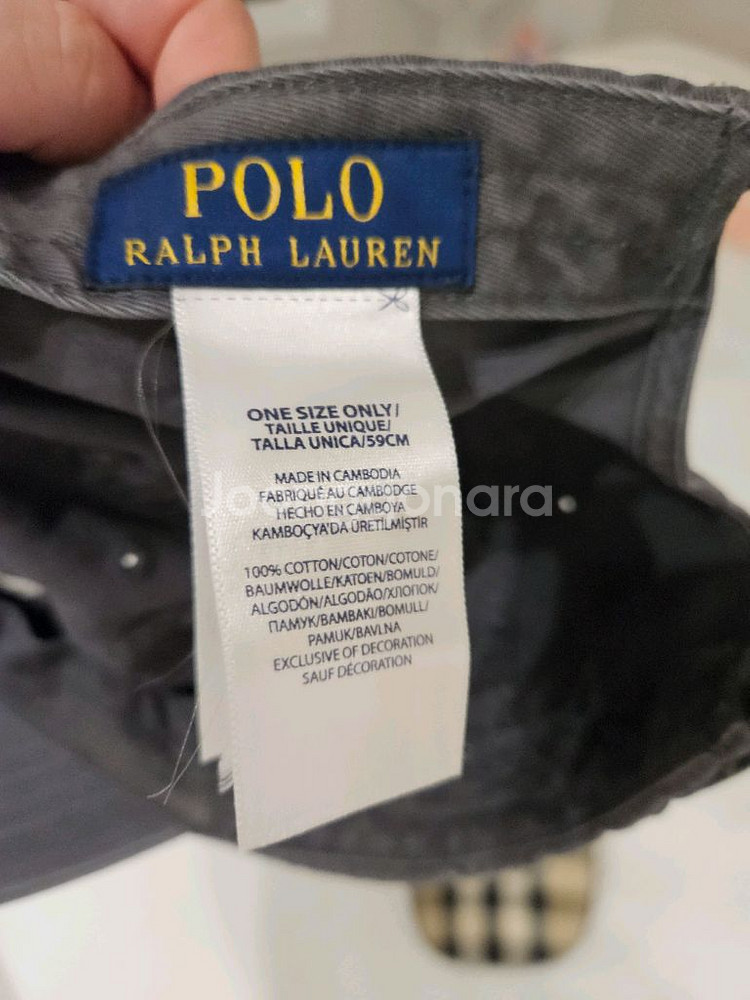 POLO
RALPH LAUREN
ONE SIZE ONLY/
TAILLE UNIQUE/
TALLA UNICA/59CM
MADE IN CAMBODIA
FABRIQUÉ AU CAMBODGE
HECHO EN CAMBOYA
KAMBOÇYA'DA ÜRETİLMİŞTİR
100% COTTON/COTON/COTONE/
BAUMWOLLE/KATOEN/BOMULD/
ALGODÓN/ALGODÃO/ХЛОПОК/
ПАМУК/BAMBAKI/BOMULL/
PAMUK/BAVLNA
EXCLUSIVE OF DECORATION
SAUF DÉCORATION